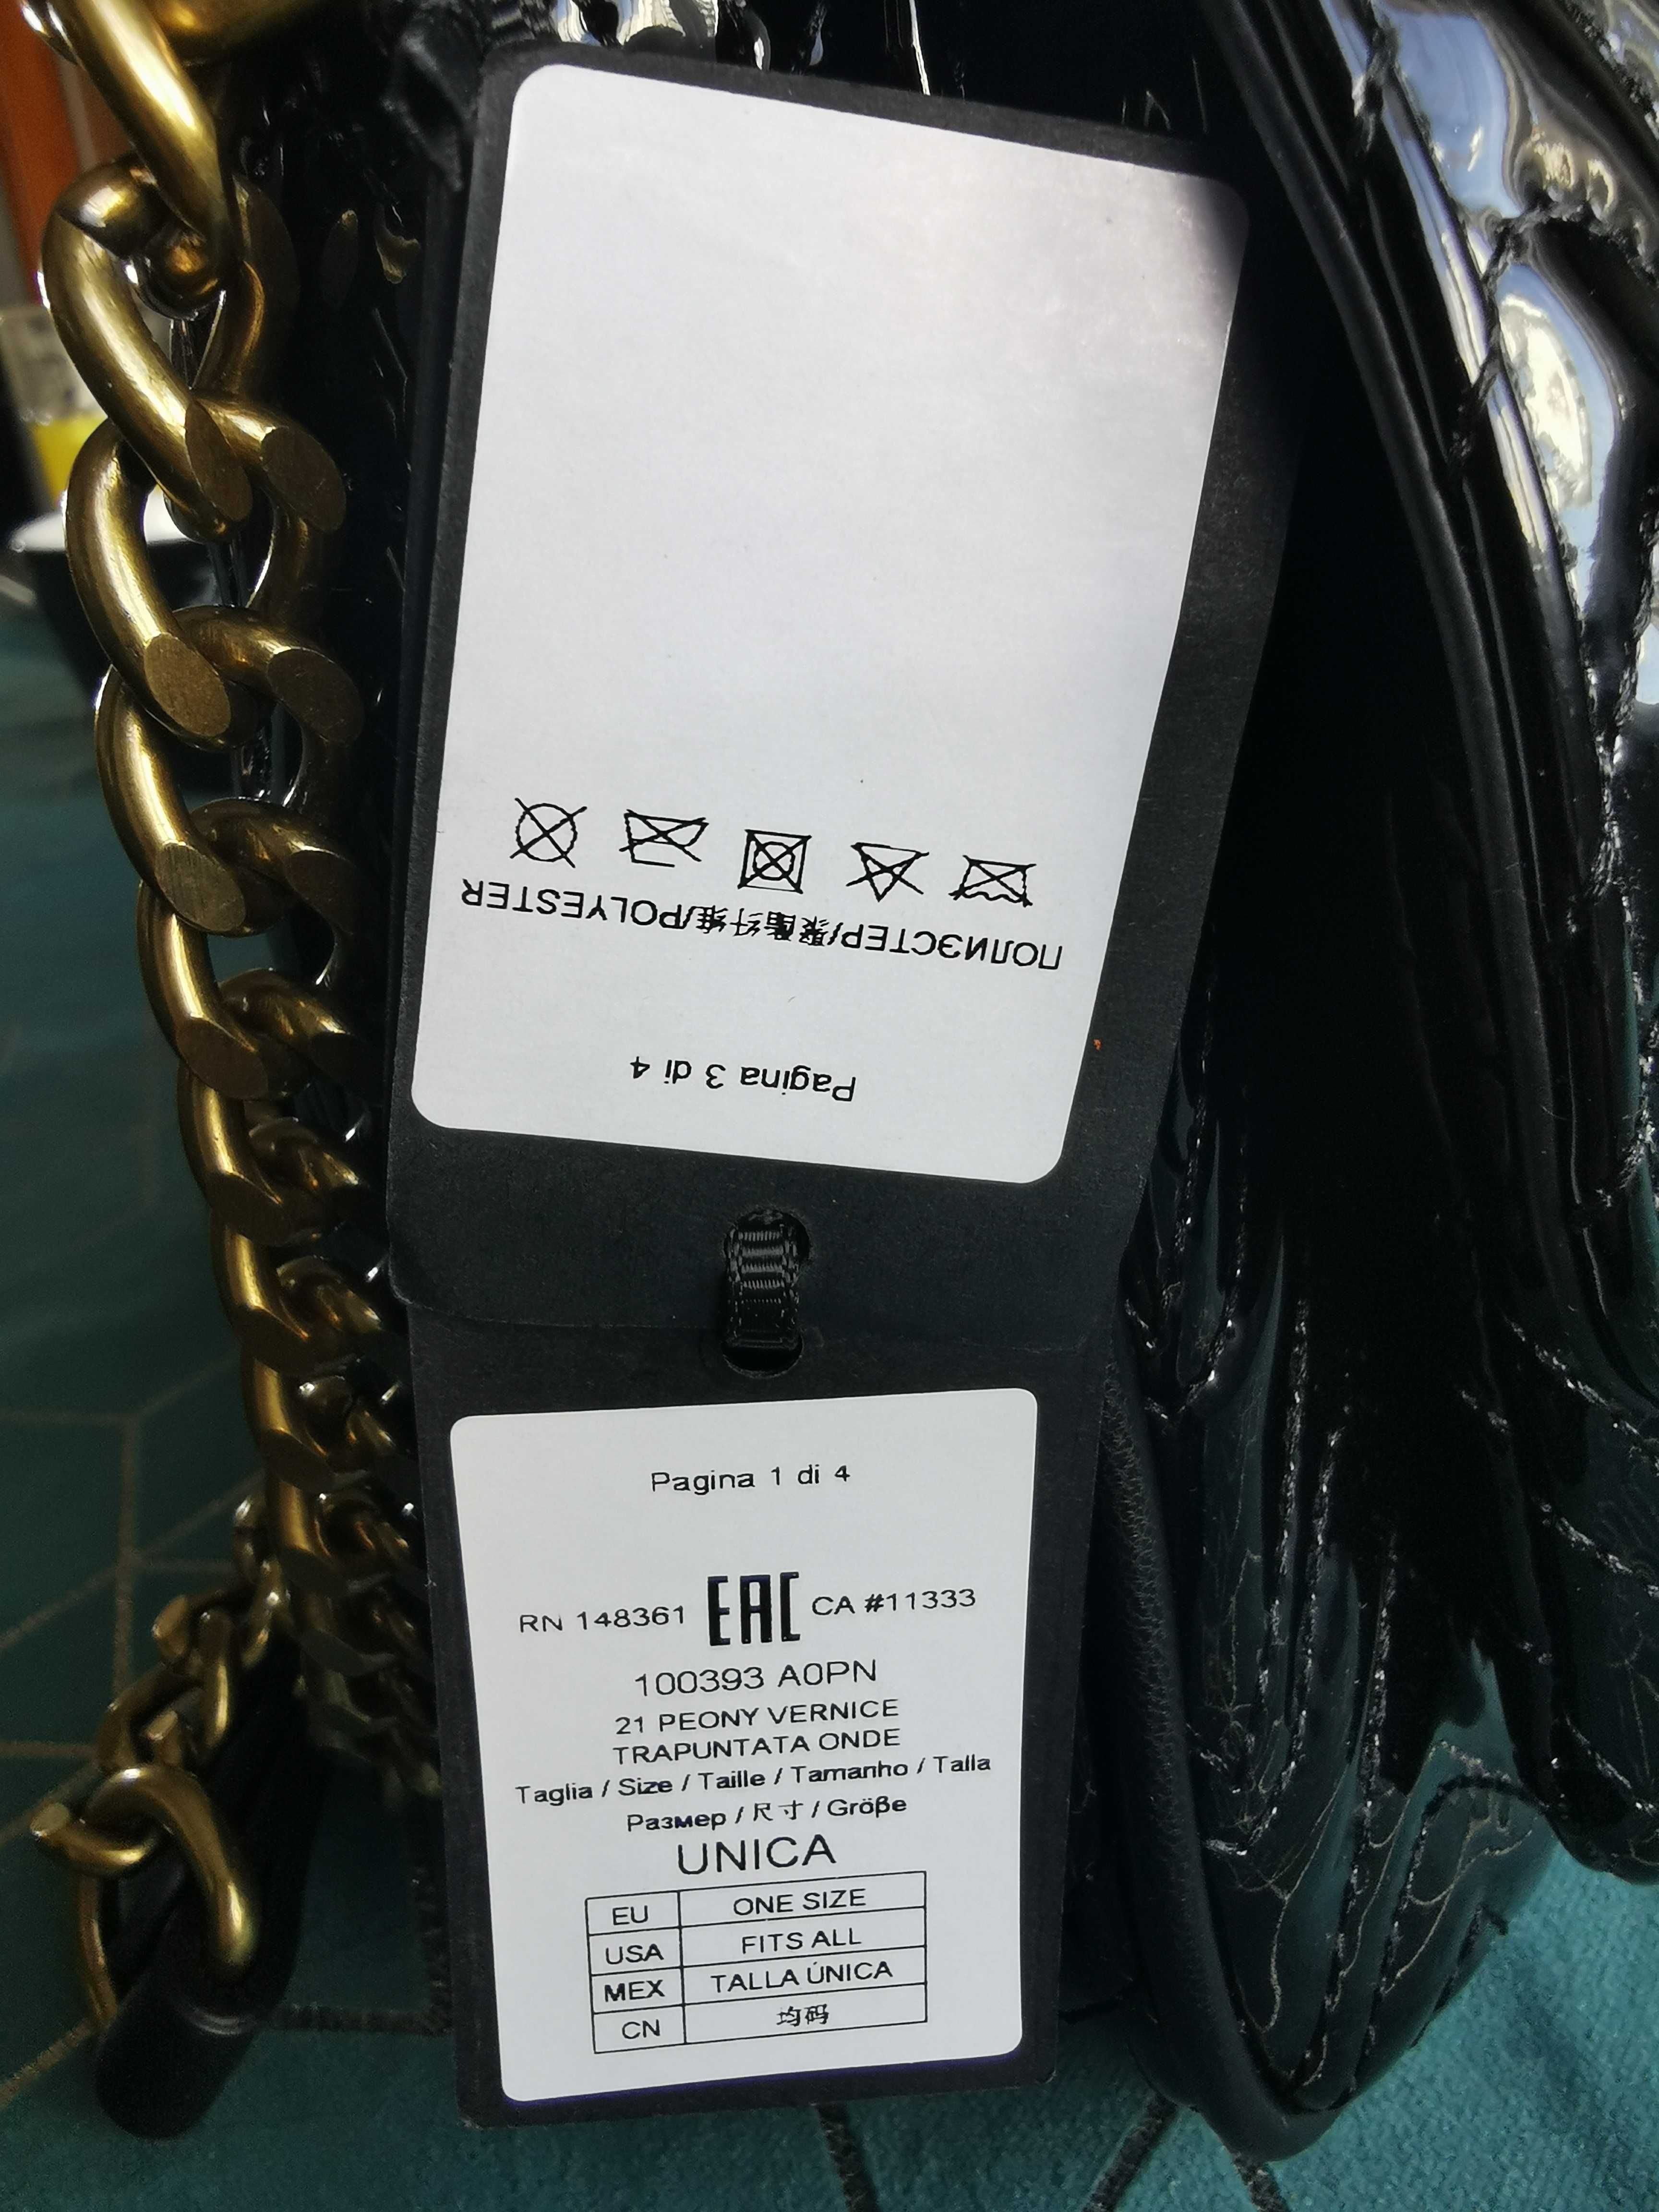 Pagina 3 di 4
ПОЛИЭСТЕР/聚酯纤维/POLYESTER
Pagina 1 di 4
RN 148361 EAC CA #11333
100393 A0PN
21 PEONY VERNICE
TRAPUNTATA ONDE
Taglia / Size / Taille / Tamanho / Talla
Размер / 尺寸 / Größe
UNICA
EU ONE SIZE
USA FITS ALL
MEX TALLA ÚNICA
CN 均码